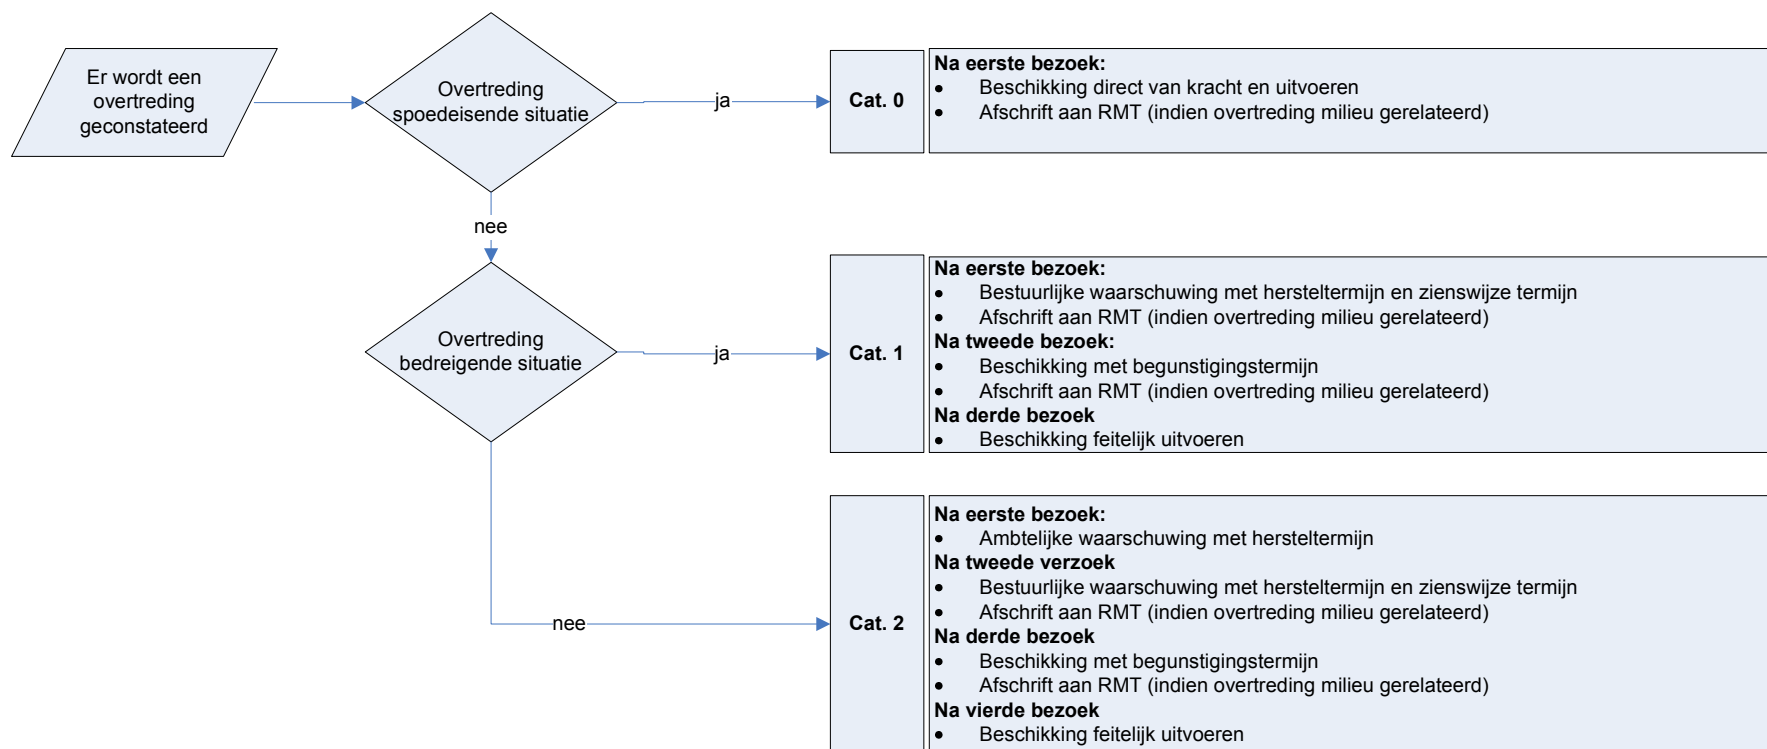 Er wordt een
overtreding
geconstateerd
Overtreding
spoedeisende situatie
ja
Cat. 0
Na eerste bezoek:
• Beschikking direct van kracht en uitvoeren
• Afschrift aan RMT (indien overtreding milieu gerelateerd)
nee
Overtreding
bedreigende situatie
ja
Cat. 1
Na eerste bezoek:
• Bestuurlijke waarschuwing met hersteltermijn en zienswijze termijn
• Afschrift aan RMT (indien overtreding milieu gerelateerd)
Na tweede bezoek:
• Beschikking met begunstigingstermijn
• Afschrift aan RMT (indien overtreding milieu gerelateerd)
Na derde bezoek
• Beschikking feitelijk uitvoeren
nee
Cat. 2
Na eerste bezoek:
• Ambtelijke waarschuwing met hersteltermijn
Na tweede verzoek
• Bestuurlijke waarschuwing met hersteltermijn en zienswijze termijn
• Afschrift aan RMT (indien overtreding milieu gerelateerd)
Na derde bezoek
• Beschikking met begunstigingstermijn
• Afschrift aan RMT (indien overtreding milieu gerelateerd)
Na vierde bezoek
• Beschikking feitelijk uitvoeren